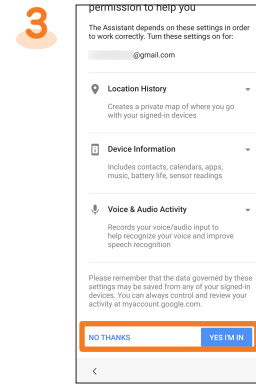 3
permission to help you
The Assistant depends on these settings in order
to work correctly. Turn these settings on for:
@gmail.com
Location History
Creates a private map of where you go
with your signed-in devices
Device Information
Includes contacts, calendars, apps,
music, battery life, sensor readings
Voice & Audio Activity
Records your voice/audio input to
help recognize your voice and improve
speech recognition
Please remember that the data governed by these
settings may be saved from any of your signed-in
devices. You can always control and review your
activity at myaccount.google.com.
NO THANKS YES I'M IN